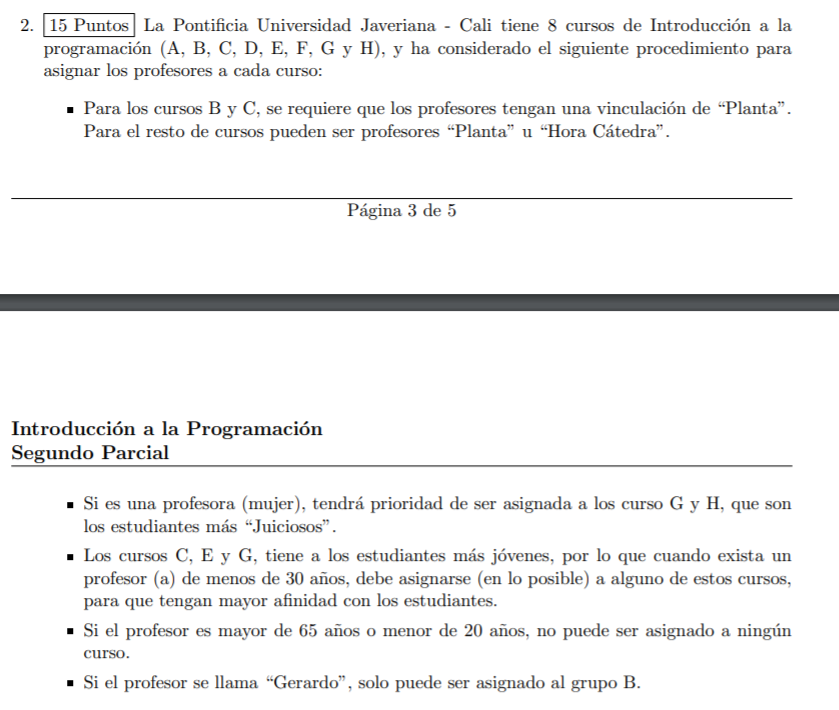 2. 15 Puntos La Pontificia Universidad Javeriana - Cali tiene 8 cursos de Introducción a la
programación (A, B, C, D, E, F, G y H), y ha considerado el siguiente procedimiento para
asignar los profesores a cada curso:
▪ Para los cursos B y C, se requiere que los profesores tengan una vinculación de “Planta”.
Para el resto de cursos pueden ser profesores “Planta” u “Hora Cátedra”.
Página 3 de 5
Introducción a la Programación
Segundo Parcial
▪ Si es una profesora (mujer), tendrá prioridad de ser asignada a los curso G y H, que son
los estudiantes más “Juiciosos”.
▪ Los cursos C, E y G, tiene a los estudiantes más jóvenes, por lo que cuando exista un
profesor (a) de menos de 30 años, debe asignarse (en lo posible) a alguno de estos cursos,
para que tengan mayor afinidad con los estudiantes.
▪ Si el profesor es mayor de 65 años o menor de 20 años, no puede ser asignado a ningún
curso.
▪ Si el profesor se llama “Gerardo”, solo puede ser asignado al grupo B.